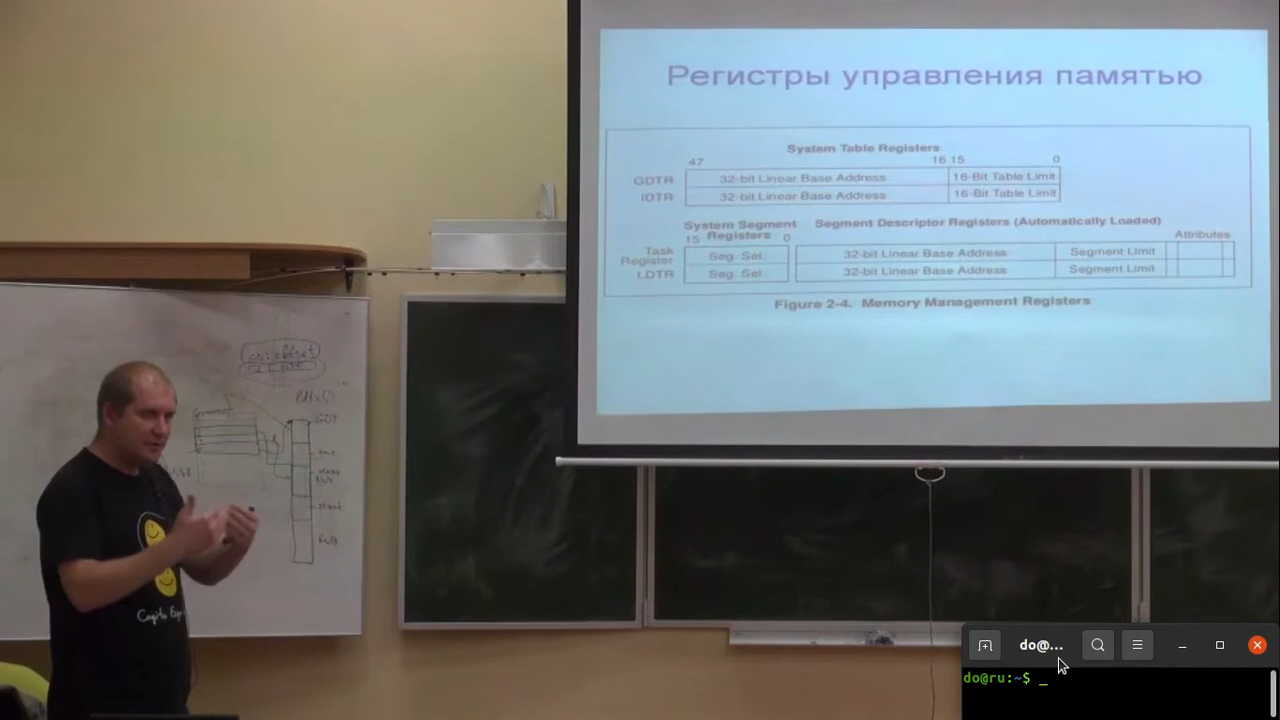 Регистры управления памятью
System Table Registers
47 16 15 0
GDTR 32-bit Linear Base Address 16-Bit Table Limit
IDTR 32-bit Linear Base Address 16-Bit Table Limit
System Segment Registers Segment Descriptor Registers (Automatically Loaded)
15 0 Attributes
Task Register Seg. Sel. 32-bit Linear Base Address Segment Limit
LDTR Seg. Sel. 32-bit Linear Base Address Segment Limit
Figure 2-4. Memory Management Registers
cs:offset
GDT
Cogito
do@...
do@ru:~$ _